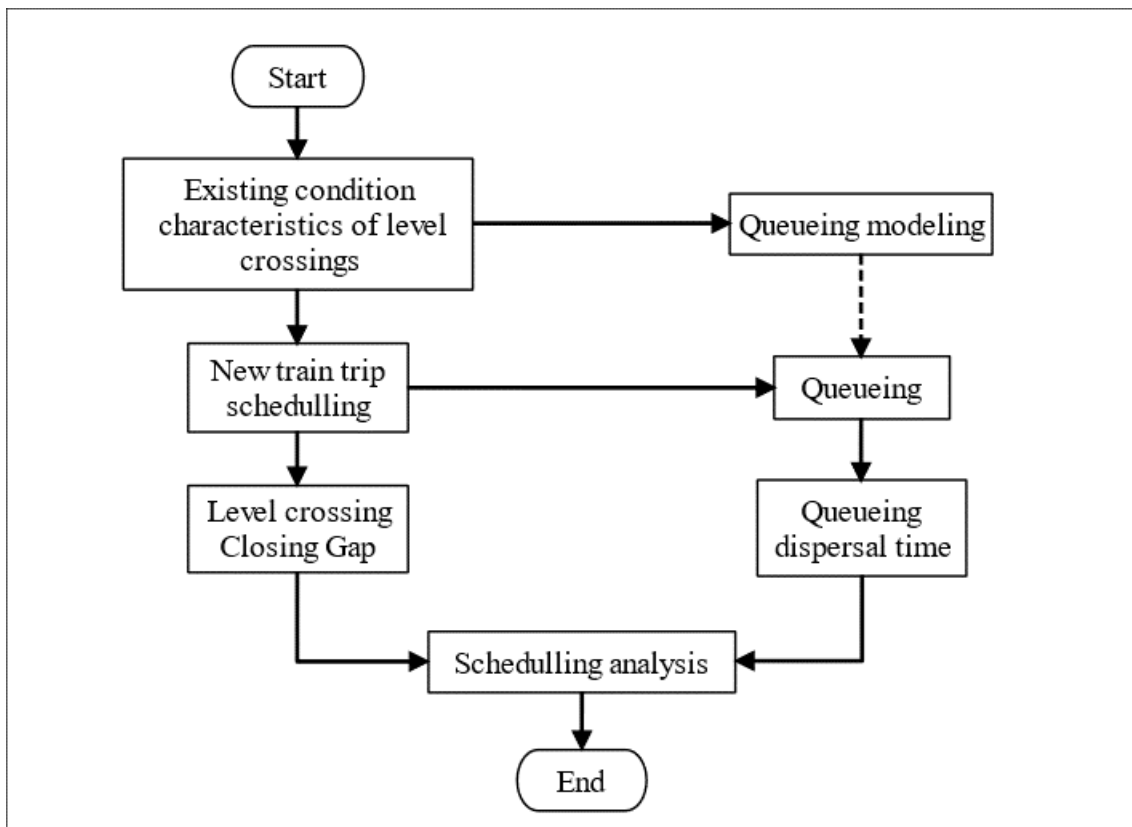 Start
Existing condition
characteristics of level
crossings
Queueing modeling
New train trip
schedulling
Queueing
Level crossing
Closing Gap
Queueing
dispersal time
Schedulling analysis
End